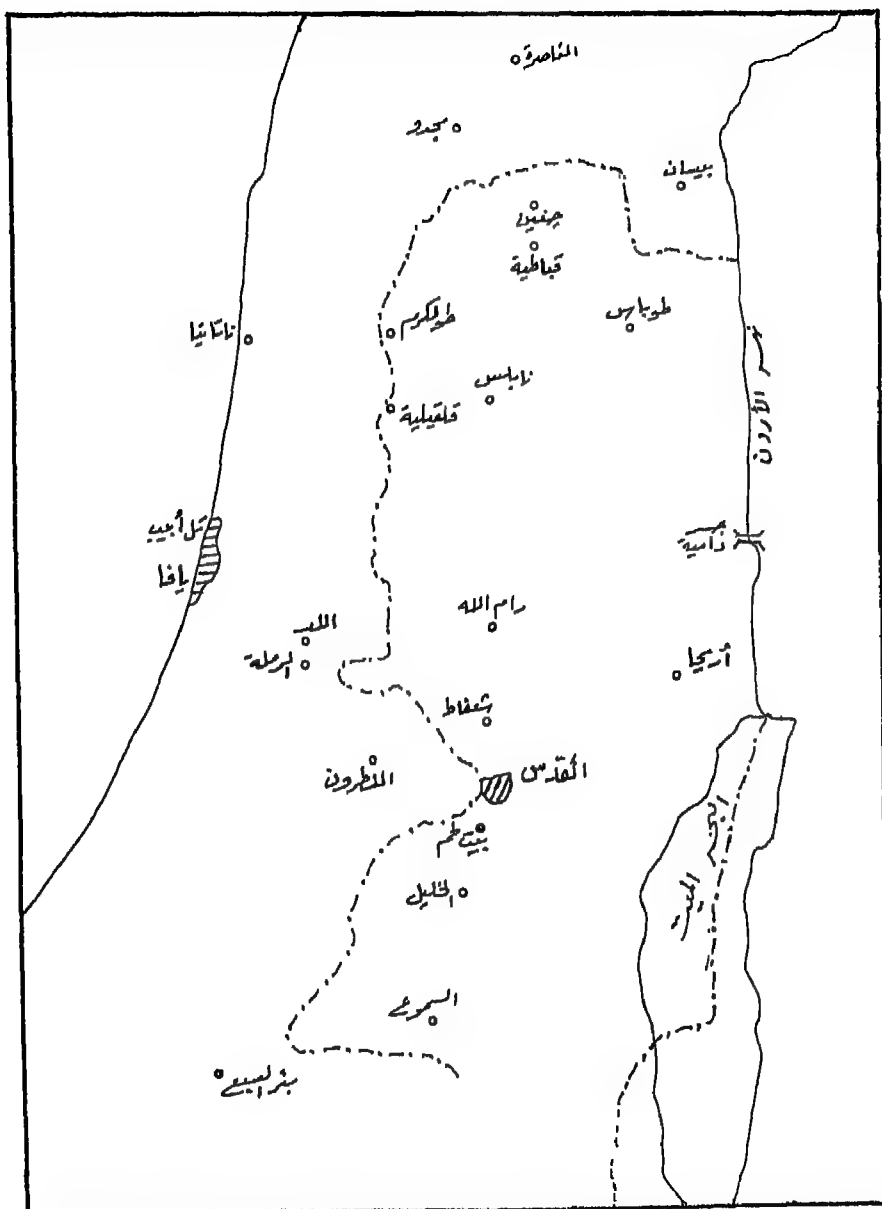 الناصرة
مجدو
بيسان
جنين
قباطية
طولكرم
طوباس
ناتانيا
نابلس
قلقيلية
نهر الأردن
تل أبيب
يافا
جسر
دامية
رام الله
اللد
الرملة
أريحا
شعفاط
القدس
اللطرون
بيت لحم
البحر الميت
الخليل
السموع
بئر السبع